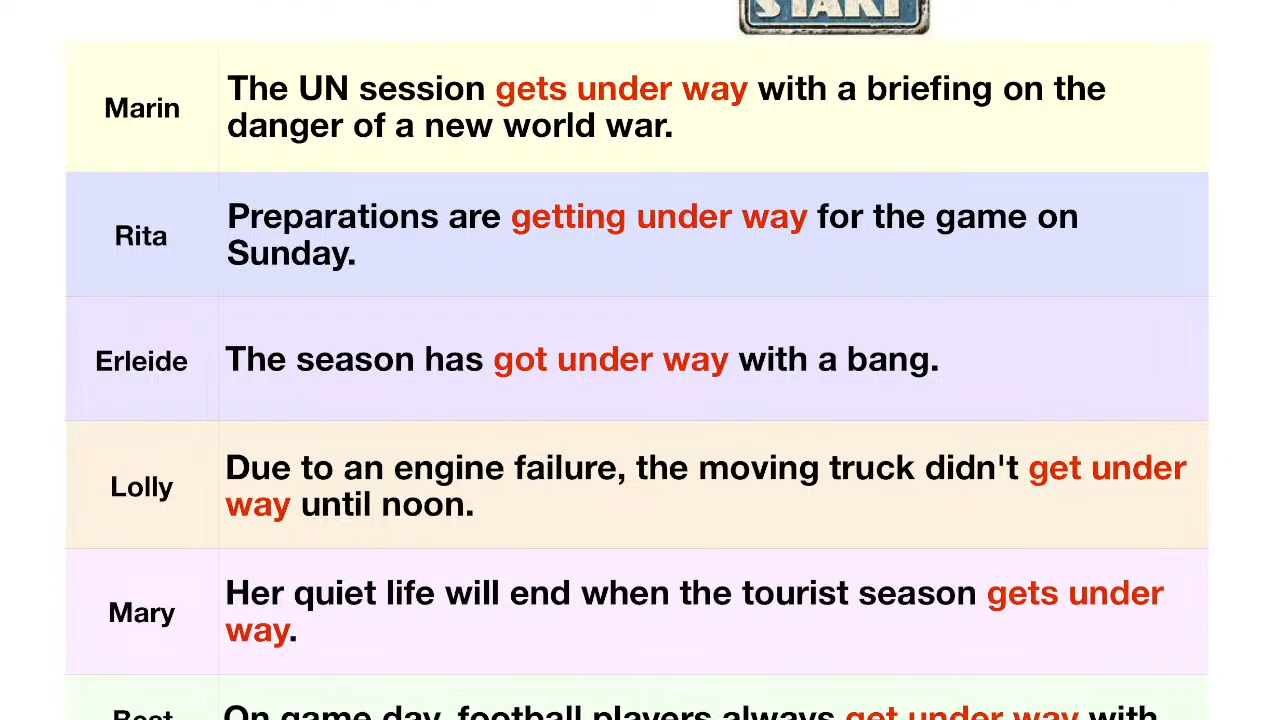 START
Marin
The UN session gets under way with a briefing on the
danger of a new world war.
Rita
Preparations are getting under way for the game on
Sunday.
Erleide
The season has got under way with a bang.
Lolly
Due to an engine failure, the moving truck didn't get under
way until noon.
Mary
Her quiet life will end when the tourist season gets under
way.
On game day, football players always get under way with